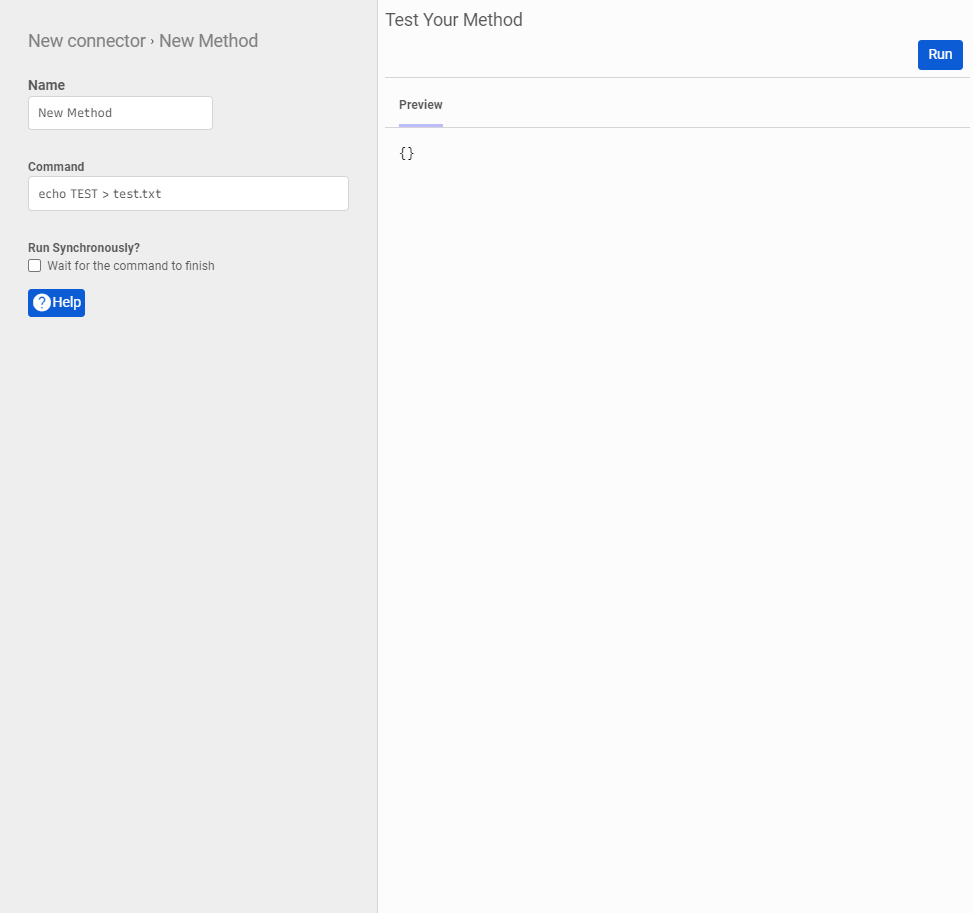 New connector › New Method
Name
New Method
Command
echo TEST > test.txt
Run Synchronously?
Wait for the command to finish
? Help
Test Your Method
Run
Preview
{}